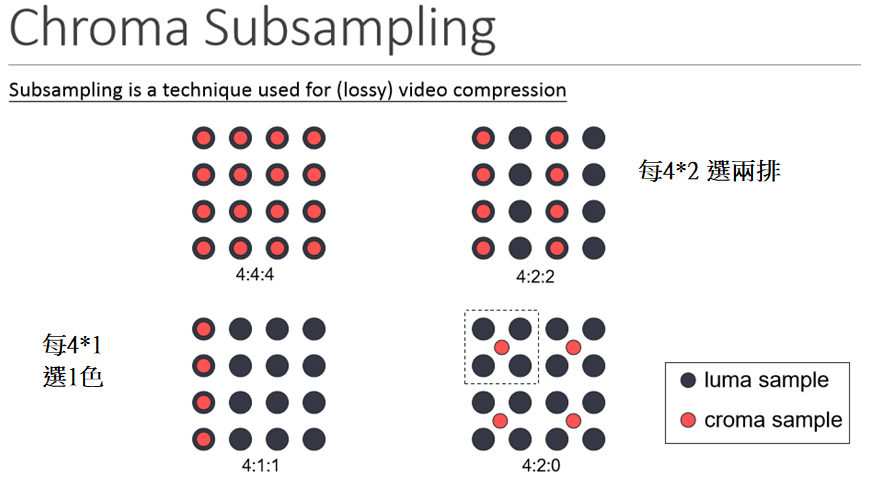 Chroma Subsampling
Subsampling is a technique used for (lossy) video compression
4:4:4
4:2:2
每4*2 選兩排
每4*1
選1色
4:1:1
4:2:0
luma sample
croma sample